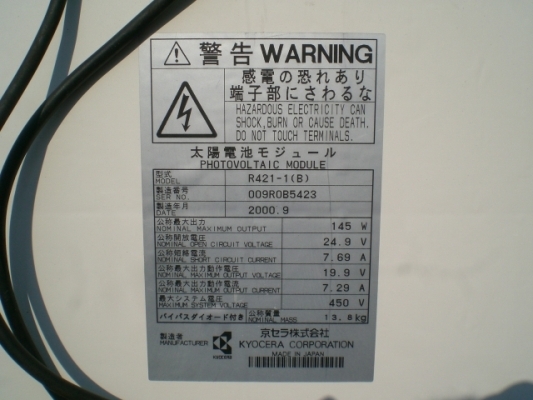 警告 WARNING
感電の恐れあり
端子部にさわるな
HAZARDOUS ELECTRICITY CAN
SHOCK, BURN OR CAUSE DEATH.
DO NOT TOUCH TERMINALS.
太陽電池モジュール
PHOTOVOLTAIC MODULE
型式
MODEL R421-1(B)
製造番号
SER NO. 009R0B5423
製造年月
DATE 2000.9
公称最大出力
NOMINAL MAXIMUM OUTPUT 145 W
公称開放電圧
NOMINAL OPEN CIRCUIT VOLTAGE 24.9 V
公称短絡電流
NOMINAL SHORT CIRCUIT CURRENT 7.69 A
公称最大出力動作電圧
NOMINAL MAXIMUM OUTPUT VOLTAGE 19.9 V
公称最大出力動作電流
NOMINAL MAXIMUM OUTPUT CURRENT 7.29 A
最大システム電圧
MAXIMUM SYSTEM VOLTAGE 450 V
バイパスダイオード付き 公称質量
NOMINAL MASS 13.8kg
製造者
MANUFACTURER
KYOCERA
京セラ株式会社
KYOCERA CORPORATION
MADE IN JAPAN